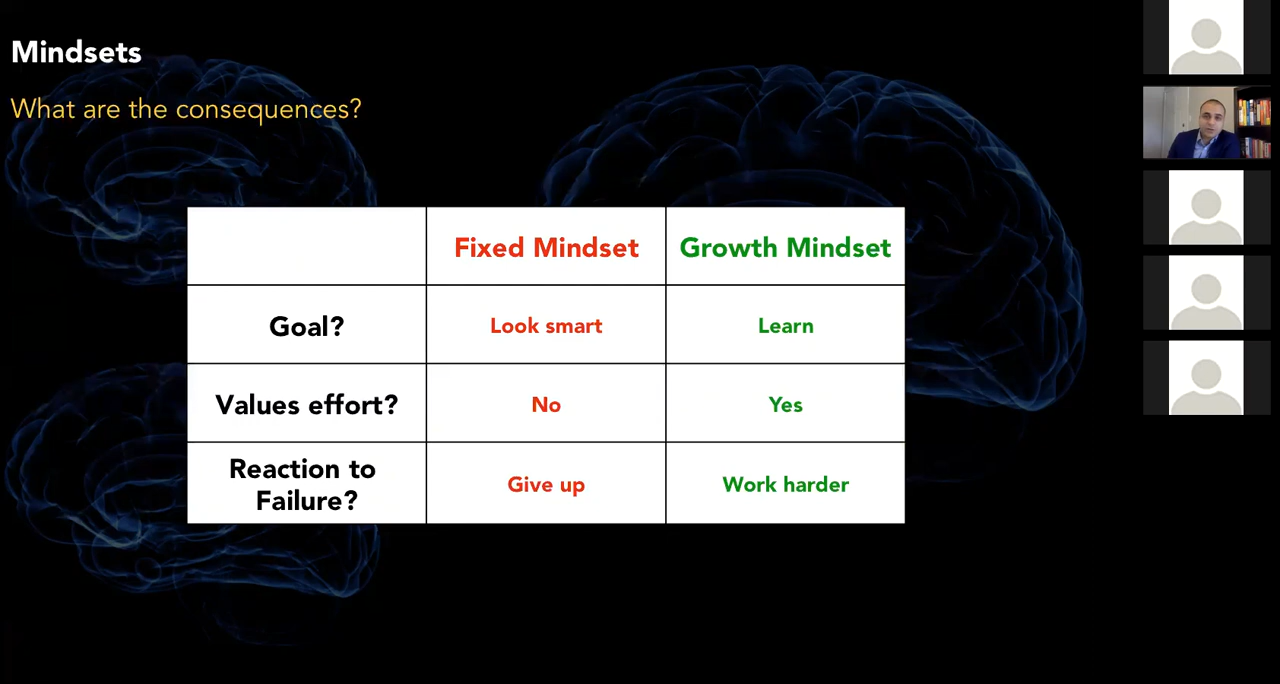 Mindsets
What are the consequences?
Fixed Mindset
Growth Mindset
Goal?
Look smart
Learn
Values effort?
No
Yes
Reaction to
Failure?
Give up
Work harder